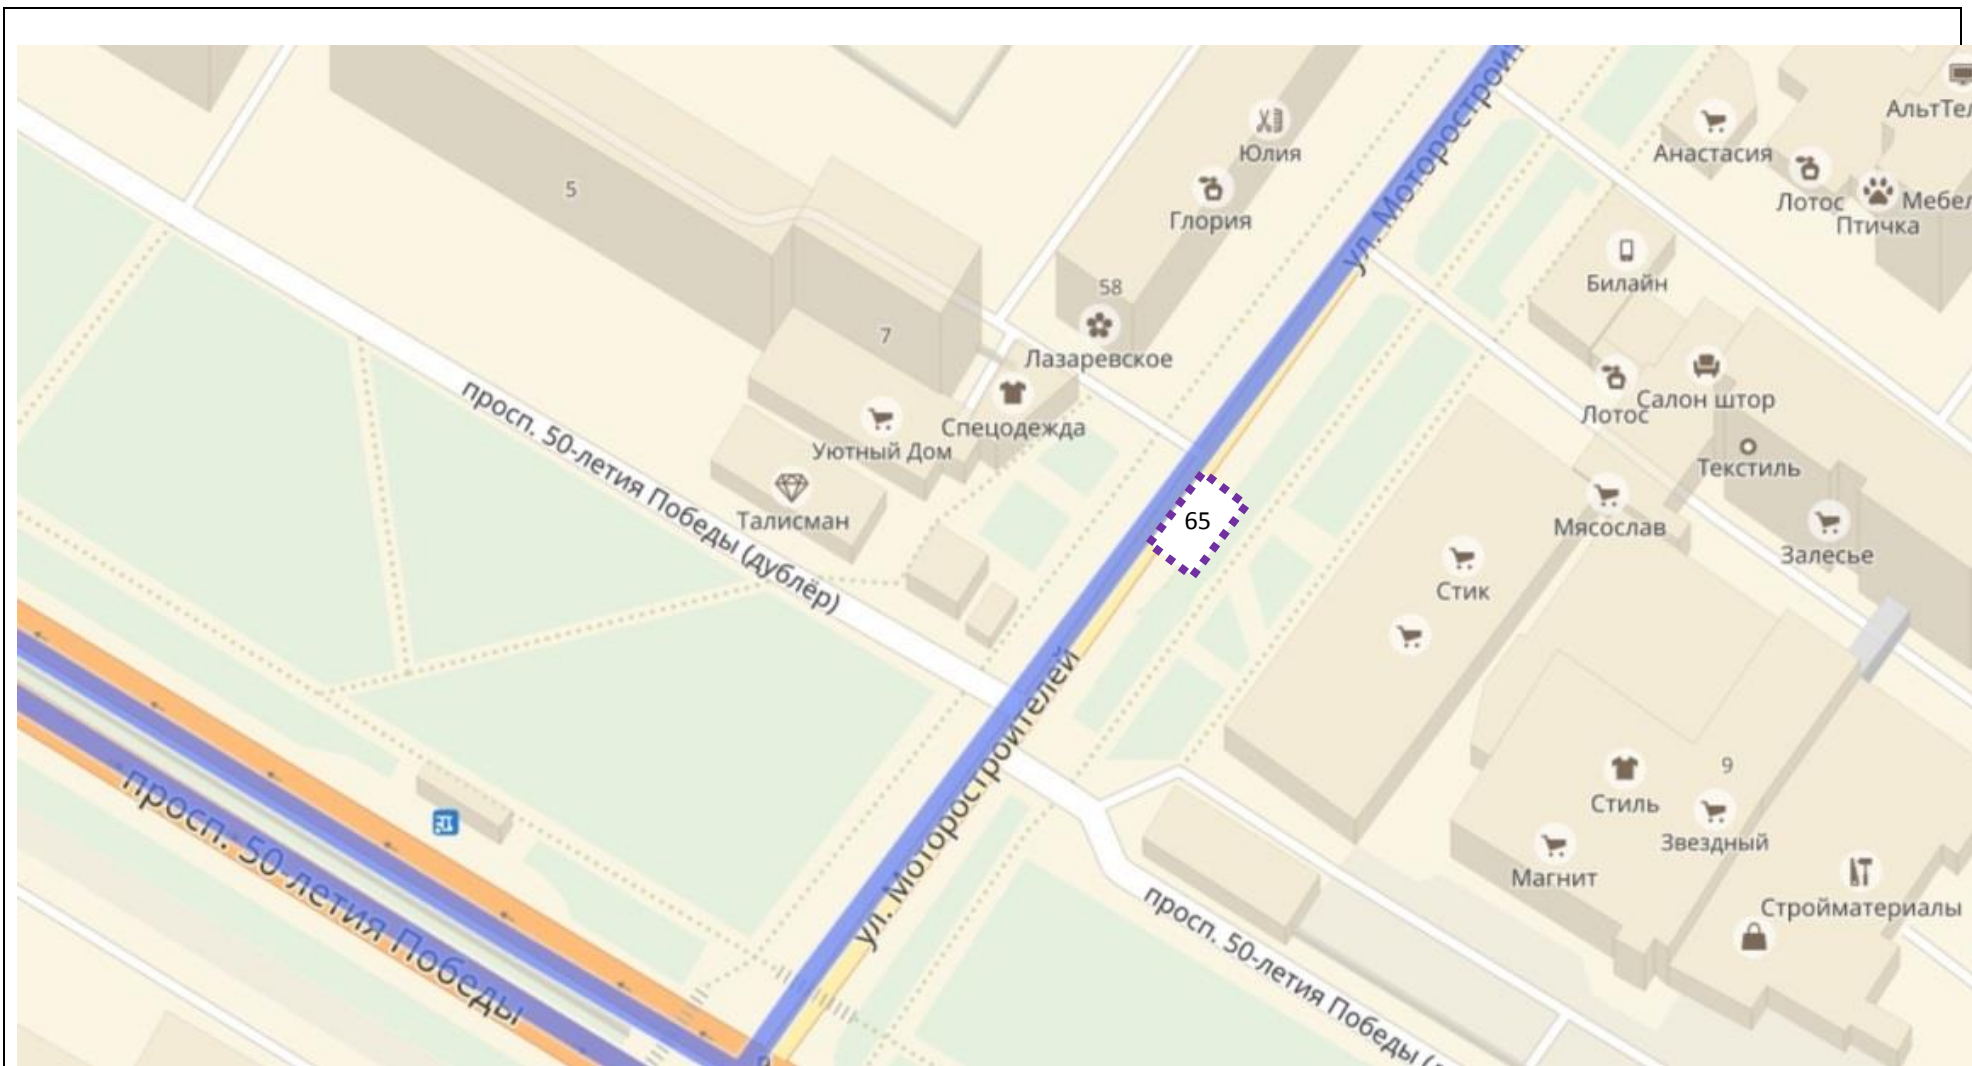 ул. Моторострои
АльтТел
Юлия
Анастасия
5
Глория
Лотос
Мебел
Птичка
58
Билайн
7
Лазаревское
Салон штор
Лотос
Спецодежда
Уютный Дом
Текстиль
просп. 50-летия Победы (дублёр)
Талисман
65
Мясослав
Залесье
Стик
ул. Моторостроителей
просп. 50-летия Победы
9
Стиль
Звездный
Магнит
Стройматериалы
просп. 50-летия Победы (